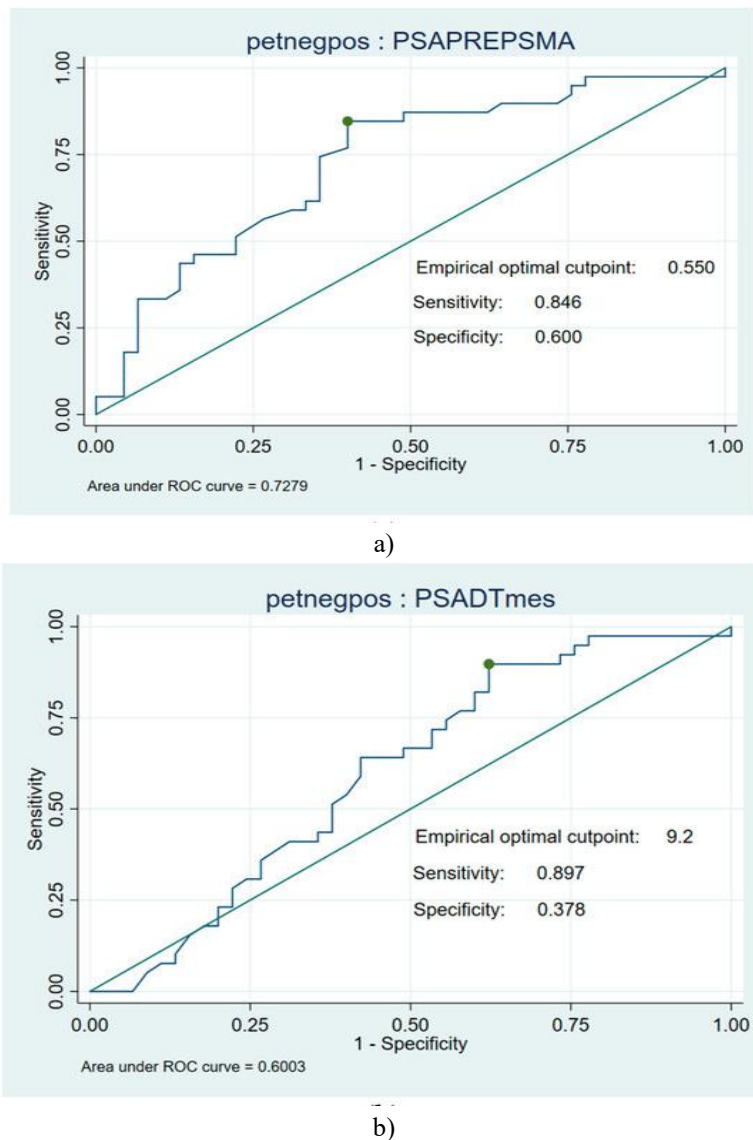 petnegpos : PSAPREPSMA
1.00
0.75
0.50
0.25
0.00
Sensitivity
Empirical optimal cutpoint: 0.550
Sensitivity: 0.846
Specificity: 0.600
0.00 0.25 0.50 0.75 1.00
1 - Specificity
Area under ROC curve = 0.7279
a)
petnegpos : PSADTmes
1.00
0.75
0.50
0.25
0.00
Sensitivity
Empirical optimal cutpoint: 9.2
Sensitivity: 0.897
Specificity: 0.378
0.00 0.25 0.50 0.75 1.00
1 - Specificity
Area under ROC curve = 0.6003
b)